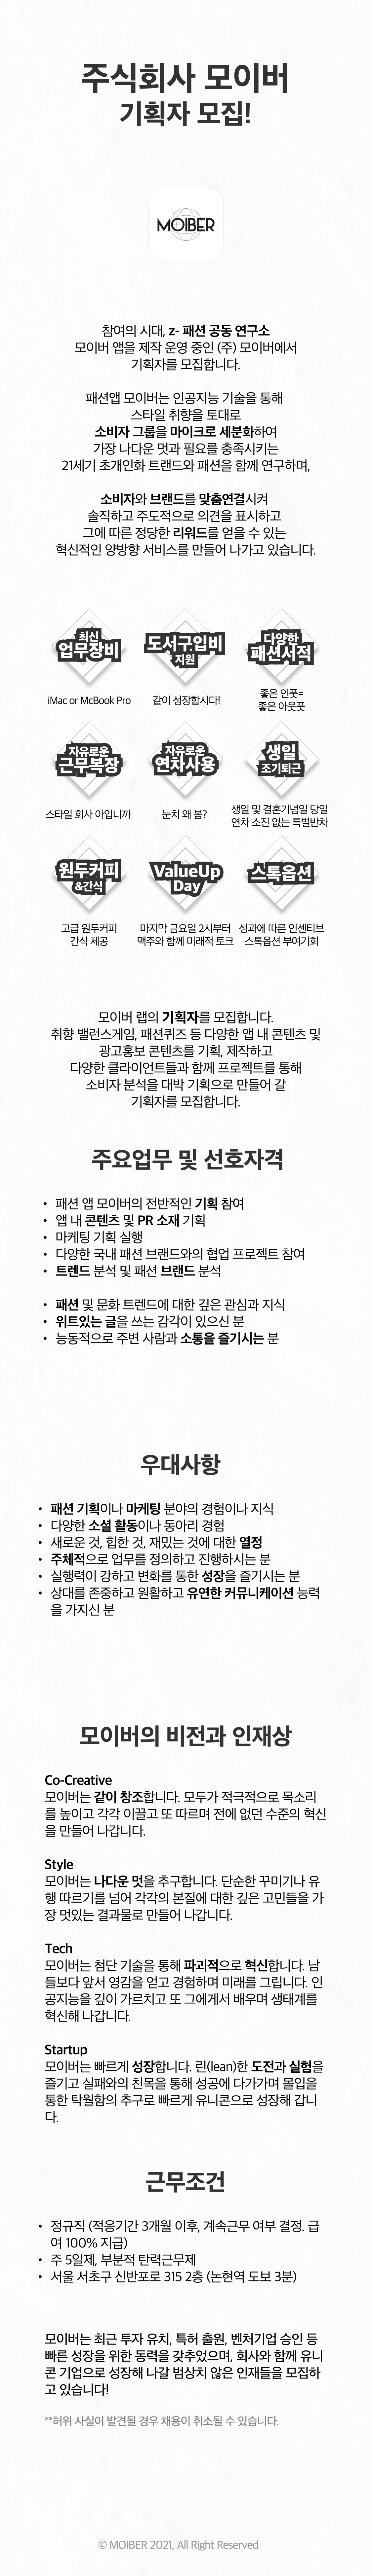 주식회사 모이버
기획자 모집!
MOIBER
참여의 시대, z- 패션 공동 연구소
모이버 앱을 제작 운영 중인 (주) 모이버에서
기획자를 모집합니다.
패션앱 모이버는 인공지능 기술을 통해
스타일 취향을 토대로
소비자 그룹을 마이크로 세분화하여
가장 나다운 멋과 필요를 충족시키는
21세기 초개인화 트랜드와 패션을 함께 연구하며,
소비자와 브랜드를 맞춤연결시켜
솔직하고 주도적으로 의견을 표시하고
그에 따른 정당한 리워드를 얻을 수 있는
혁신적인 양방향 서비스를 만들어 나가고 있습니다.
최신
업무장비
iMac or McBook Pro
도서구입비
지원
같이 성장합시다!
다양한
패션서적
좋은 인풋=
좋은 아웃풋
자유로운
근무복장
스타일 회사 아입니까
자유로운
연차사용
눈치 왜 봄?
생일
조기퇴근
생일 및 결혼기념일 당일
연차 소진 없는 특별반차
원두커피
&간식
고급 원두커피
간식 제공
ValueUp
Day
마지막 금요일 2시부터
맥주와 함께 미래적 토크
스톡옵션
성과에 따른 인센티브
스톡옵션 부여기회
모이버 랩의 기획자를 모집합니다.
취향 밸런스게임, 패션퀴즈 등 다양한 앱 내 콘텐츠 및
광고홍보 콘텐츠를 기획, 제작하고
다양한 클라이언트들과 함께 프로젝트를 통해
소비자 분석을 대박 기획으로 만들어 갈
기획자를 모집합니다.
주요업무 및 선호자격
• 패션 앱 모이버의 전반적인 기획 참여
• 앱 내 콘텐츠 및 PR 소재 기획
• 마케팅 기획 실행
• 다양한 국내 패션 브랜드와의 협업 프로젝트 참여
• 트렌드 분석 및 패션 브랜드 분석
• 패션 및 문화 트렌드에 대한 깊은 관심과 지식
• 위트있는 글을 쓰는 감각이 있으신 분
• 능동적으로 주변 사람과 소통을 즐기시는 분
우대사항
• 패션 기획이나 마케팅 분야의 경험이나 지식
• 다양한 소셜 활동이나 동아리 경험
• 새로운 것, 힙한 것, 재밌는 것에 대한 열정
• 주체적으로 업무를 정의하고 진행하시는 분
• 실행력이 강하고 변화를 통한 성장을 즐기시는 분
• 상대를 존중하고 원활하고 유연한 커뮤니케이션 능력
을 가지신 분
모이버의 비전과 인재상
Co-Creative
모이버는 같이 창조합니다. 모두가 적극적으로 목소리
를 높이고 각각 이끌고 또 따르며 전에 없던 수준의 혁신
을 만들어 나갑니다.
Style
모이버는 나다운 멋을 추구합니다. 단순한 꾸미기나 유
행 따르기를 넘어 각각의 본질에 대한 깊은 고민들을 가
장 멋있는 결과물로 만들어 나갑니다.
Tech
모이버는 첨단 기술을 통해 파괴적으로 혁신합니다. 남
들보다 앞서 영감을 얻고 경험하며 미래를 그립니다. 인
공지능을 깊이 가르치고 또 그에게서 배우며 생태계를
혁신해 나갑니다.
Startup
모이버는 빠르게 성장합니다. 린(lean)한 도전과 실험을
즐기고 실패와의 친목을 통해 성공에 다가가며 몰입을
통한 탁월함의 추구로 빠르게 유니콘으로 성장해 갑니
다.
근무조건
• 정규직 (적응기간 3개월 이후, 계속근무 여부 결정. 급
여 100% 지급)
• 주 5일제, 부분적 탄력근무제
• 서울 서초구 신반포로 315 2층 (논현역 도보 3분)
모이버는 최근 투자 유치, 특허 출원, 벤처기업 승인 등
빠른 성장을 위한 동력을 갖추었으며, 회사와 함께 유니
콘 기업으로 성장해 나갈 범상치 않은 인재들을 모집하
고 있습니다!
**허위 사실이 발견될 경우 채용이 취소될 수 있습니다.
© MOIBER 2021, All Right Reserved